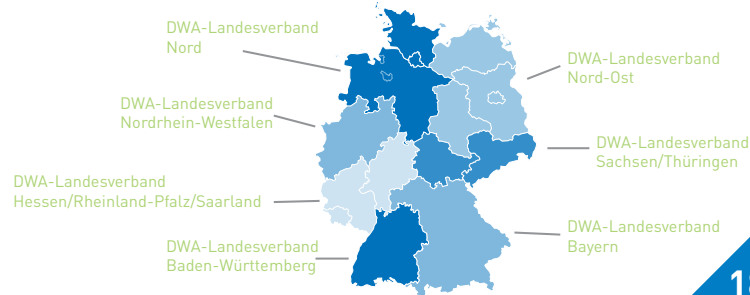 DWA-Landesverband
Nord
DWA-Landesverband
Nord-Ost
DWA-Landesverband
Nordrhein-Westfalen
DWA-Landesverband
Sachsen/Thüringen
DWA-Landesverband
Hessen/Rheinland-Pfalz/Saarland
DWA-Landesverband
Bayern
DWA-Landesverband
Baden-Württemberg